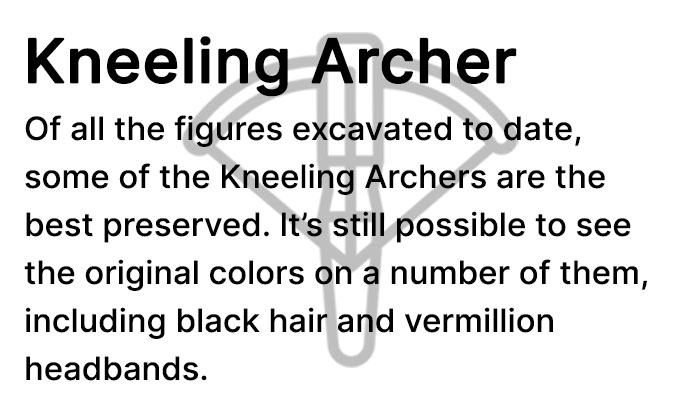 Kneeling Archer
Of all the figures excavated to date,
some of the Kneeling Archers are the
best preserved. It’s still possible to see
the original colors on a number of them,
including black hair and vermillion
headbands.